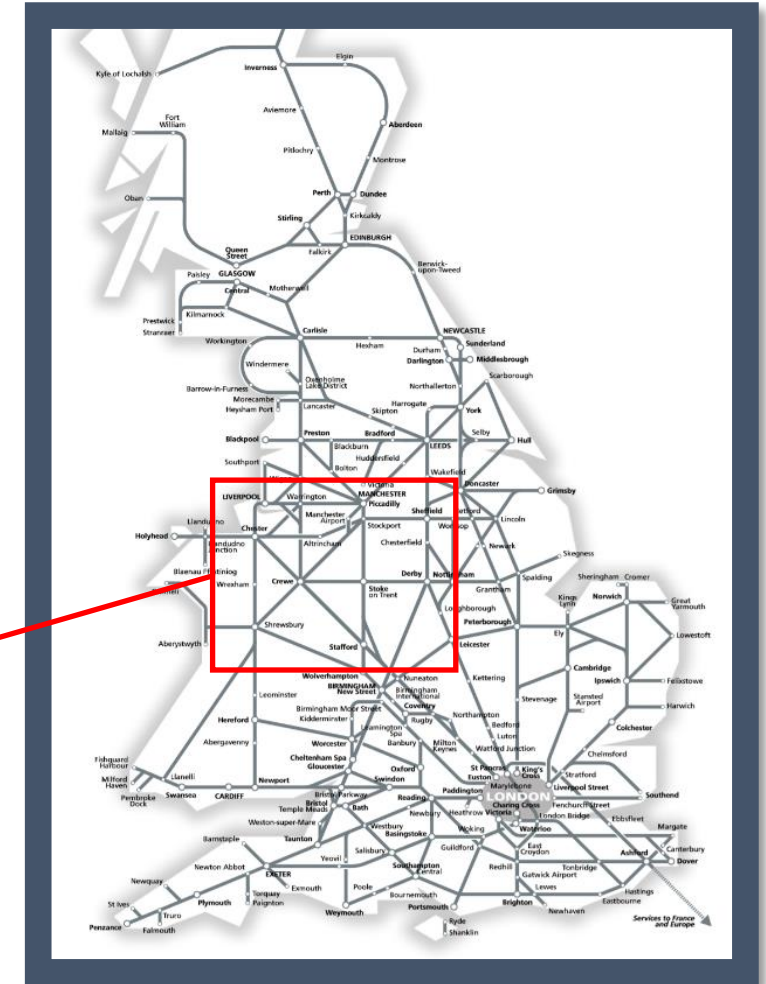 Elgin
Inverness
Kyle of Lochalsh
Aviemore
Fort
William
Mallaig
Aberdeen
Pitlochry
Montrose
Oban
Perth
Dundee
Stirling
Kirkcaldy
EDINBURGH
Queen
Street
Falkirk
Berwick-
upon-Tweed
Paisley
GLASGOW
Central
Motherwell
Kilmarnock
Prestwick
Stranraer
Carlisle
NEWCASTLE
Workington
Hexham
Durham
Sunderland
Darlington
Middlesbrough
Windermere
Scarborough
Oxenholme
Lake District
Barrow-In-Furness
Northallerton
Morecambe
Heysham Port
Lancaster
Harrogate
Skipton
York
Blackpool
Preston
Bradford
Selby
Hull
Blackburn
LEEDS
Huddersfield
Southport
Bolton
Wakefield
Victoria
Doncaster
LIVERPOOL
Warrington
MANCHESTER
Piccadilly
Grimsby
Sheffield
Manchester
Airport
Stockport
Lincoln
Llandudno
Chester
Holyhead
Junction
Altrincham
Chesterfield
Newark
Skegness
Wrexham
Crewe
Stoke
on Trent
Derby
Nottingham
Grantham
Spalding
Sheringham
Cromer
Kings
Lynn
Norwich
Great
Yarmouth
Loughborough
Peterborough
Shrewsbury
Aberystwyth
Stafford
Leicester
Ely
Lowestoft
Wolverhampton
Nuneaton
Kettering
Cambridge
BIRMINGHAM
New Street
Birmingham
International
Ipswich
Felixstowe
Leominster
Birmingham Moor Street
Coventry
Stevenage
Stansted
Airport
Harwich
Kidderminster
Rugby
Northampton
Hereford
Leamington
Spa
Bedford
Colchester
Worcester
Banbury
Milton
Keynes
Luton
Abergavenny
Watford Junction
Chelmsford
Cheltenham Spa
Gloucester
Oxford
St Pancras
Euston
King's
Cross
Stratford
Fishguard
Harbour
Llanelli
Newport
Swindon
Marylebone
Liverpool Street
Milford
Haven
Paddington
LONDON
Southend
Pembroke
Dock
Swansea
CARDIFF
Bristol Parkway
Reading
Charing Cross
Fenchurch Street
Bristol
Temple Meads
Bath
Newbury
Heathrow
Victoria
London Bridge
Ebbsfleet
Weston-super-Mare
Westbury
Basingstoke
Woking
Waterloo
Margate
Barnstaple
Taunton
Salisbury
Guildford
East
Croydon
Canterbury
Yeovil
Ashford
Dover
Newton Abbot
EXETER
Southampton
Central
Redhill
Tonbridge
Gatwick Airport
Newquay
Exmouth
Poole
Lewes
Hastings
St Ives
Plymouth
Torquay
Paignton
Bournemouth
Portsmouth
Brighton
Eastbourne
Truro
Weymouth
Newhaven
Penzance
Falmouth
Ryde
Shanklin
Services to France
and Europe